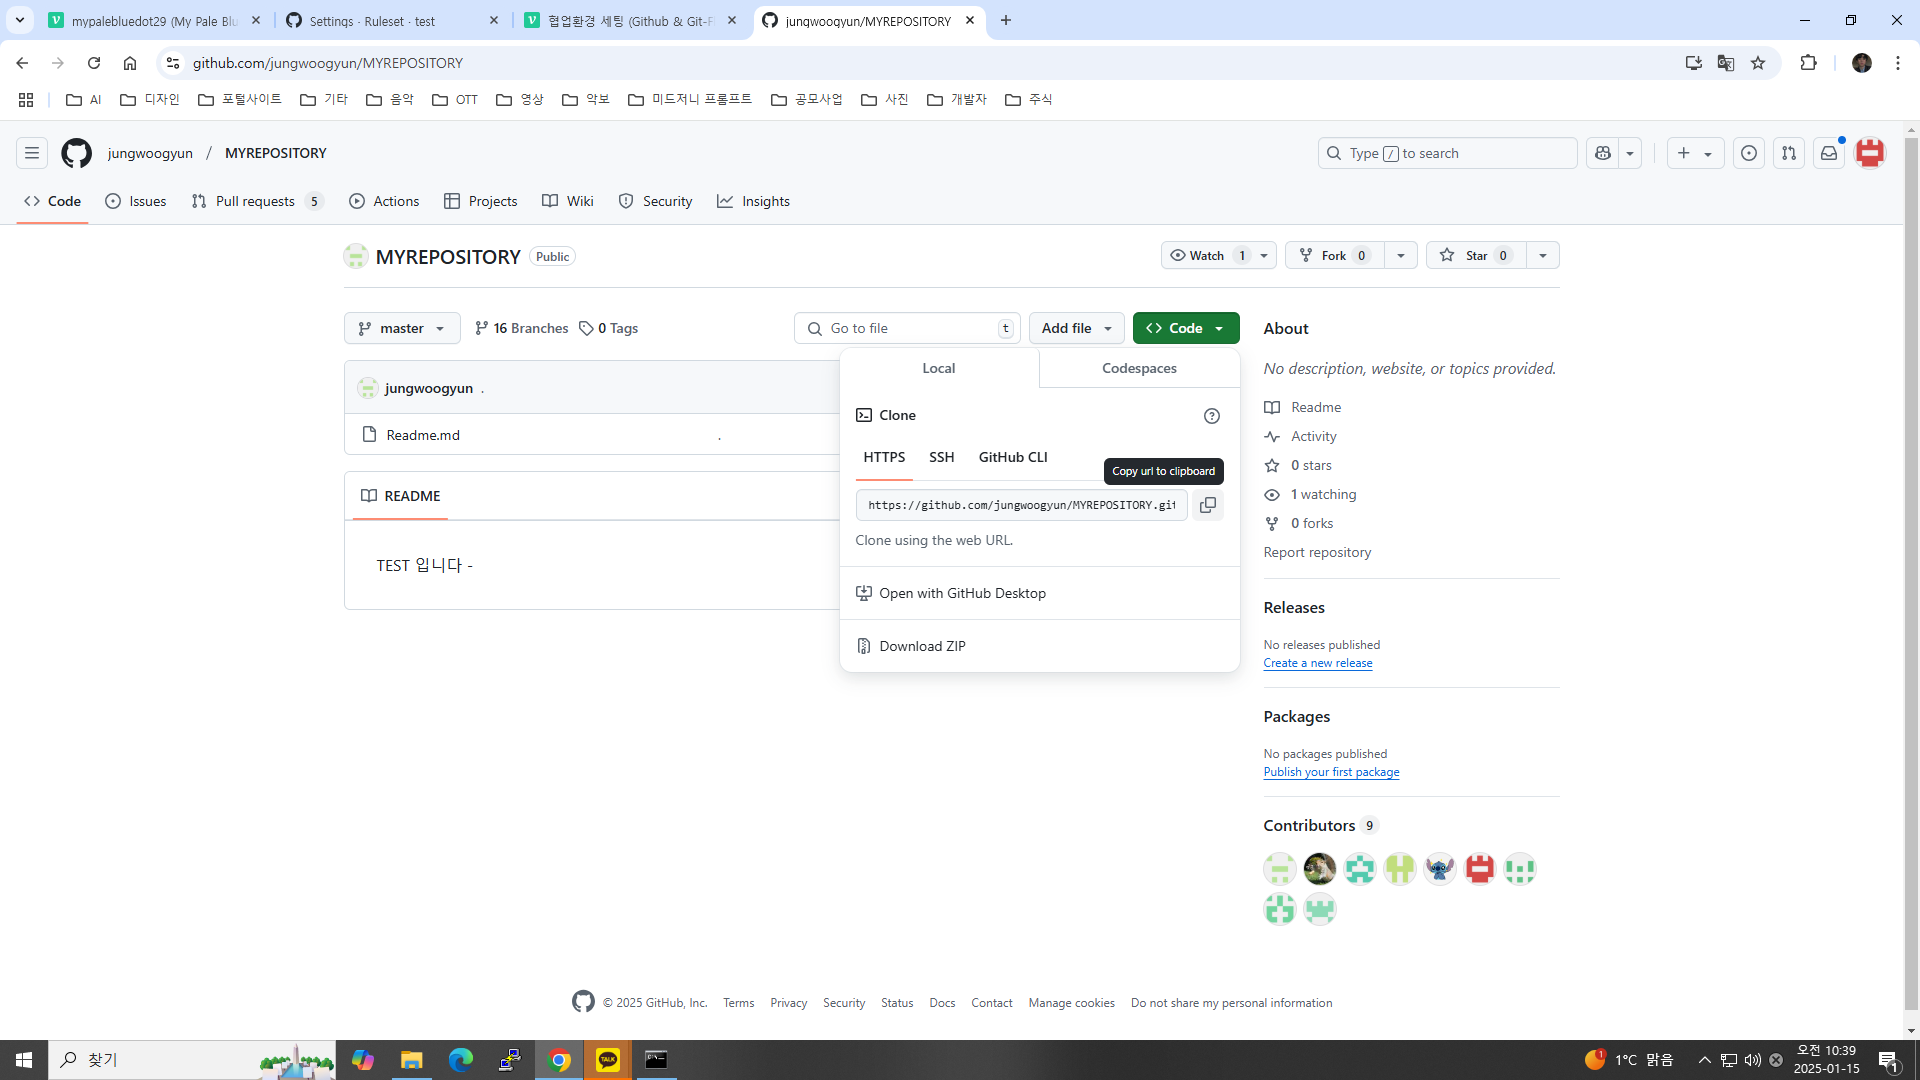 mypalebluedot29 (My Pale Blu
Settings · Ruleset · test
협업환경 세팅 (Github & Git-Fl
jungwoogyun/MYREPOSITORY
github.com/jungwoogyun/MYREPOSITORY
AI
디자인
포털사이트
기타
음악
OTT
영상
악보
미드저니 프롬프트
공모사업
사진
개발자
주식
jungwoogyun / MYREPOSITORY
Type / to search
Code
Issues
Pull requests 5
Actions
Projects
Wiki
Security
Insights
MYREPOSITORY Public
Watch 1
Fork 0
Star 0
master
16 Branches
0 Tags
Go to file t
Add file
Code
jungwoogyun .
Readme.md .
README
TEST 입니다 -
Local
Codespaces
Clone
HTTPS
SSH
GitHub CLI
Copy url to clipboard
https://github.com/jungwoogyun/MYREPOSITORY.git
Clone using the web URL.
Open with GitHub Desktop
Download ZIP
About
No description, website, or topics provided.
Readme
Activity
0 stars
1 watching
0 forks
Report repository
Releases
No releases published
Create a new release
Packages
No packages published
Publish your first package
Contributors 9
© 2025 GitHub, Inc.
Terms
Privacy
Security
Status
Docs
Contact
Manage cookies
Do not share my personal information
찾기
TALK
1
1°C 맑음
오전 10:39
2025-01-15
1